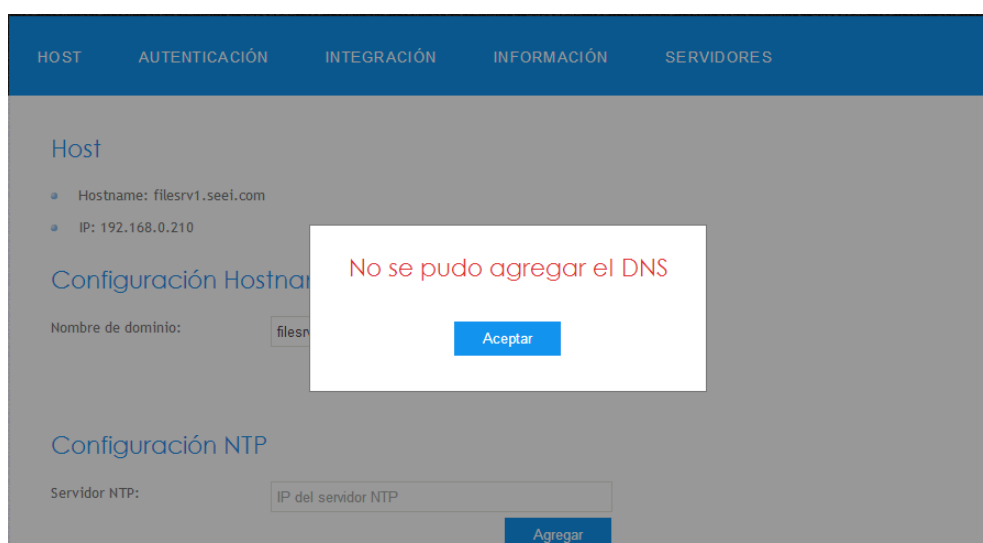 HOST AUTENTICACIÓN INTEGRACIÓN INFORMACIÓN SERVIDORES
Host
Hostname: filesrv1.seei.com
IP: 192.168.0.210
No se pudo agregar el DNS
Aceptar
Configuración Hostnar
Nombre de dominio: filesr
Configuración NTP
Servidor NTP: IP del servidor NTP
Agregar